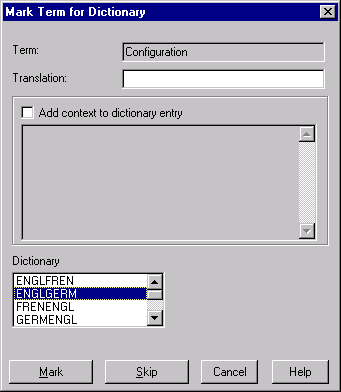 Mark Term for Dictionary
Term: Configuration
Translation:
Add context to dictionary entry
Dictionary
ENGLFREN
ENGLGERM
FRENENGL
GERMENGL
Mark Skip Cancel Help